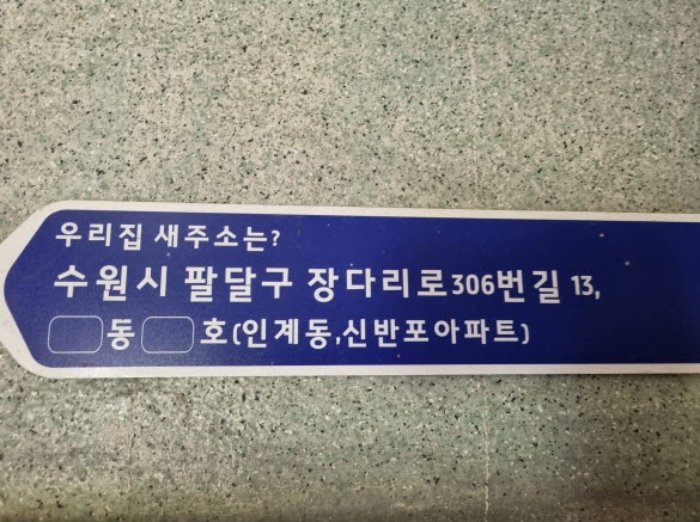 우리집 새주소는?
수원시 팔달구 장다리로306번길 13,
동 호(인계동,신반포아파트)